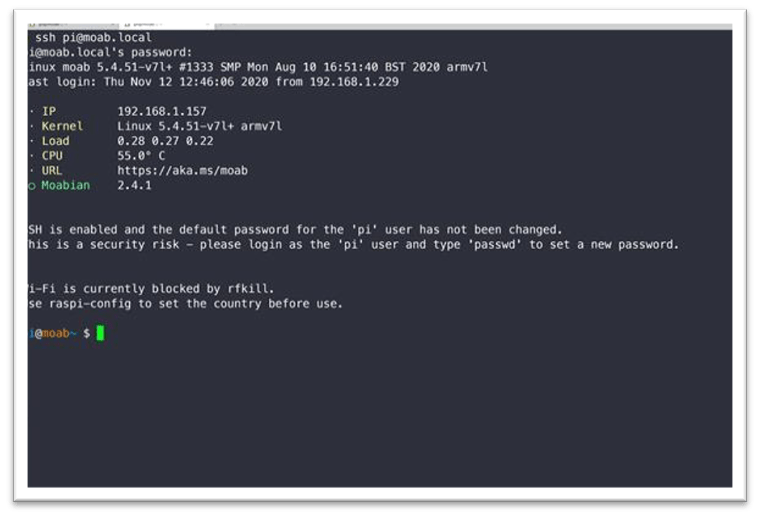 ssh pi@moab.local
i@moab.local's password:
inux moab 5.4.51-v7l+ #1333 SMP Mon Aug 10 16:51:40 BST 2020 armv7l
ast login: Thu Nov 12 12:46:06 2020 from 192.168.1.229
· IP 192.168.1.157
· Kernel Linux 5.4.51-v7l+ armv7l
· Load 0.28 0.27 0.22
· CPU 55.0° C
· URL https://aka.ms/moab
○ Moabian 2.4.1
SH is enabled and the default password for the 'pi' user has not been changed.
his is a security risk – please login as the 'pi' user and type 'passwd' to set a new password.
i-Fi is currently blocked by rfkill.
se raspi-config to set the country before use.
i@moab~ $